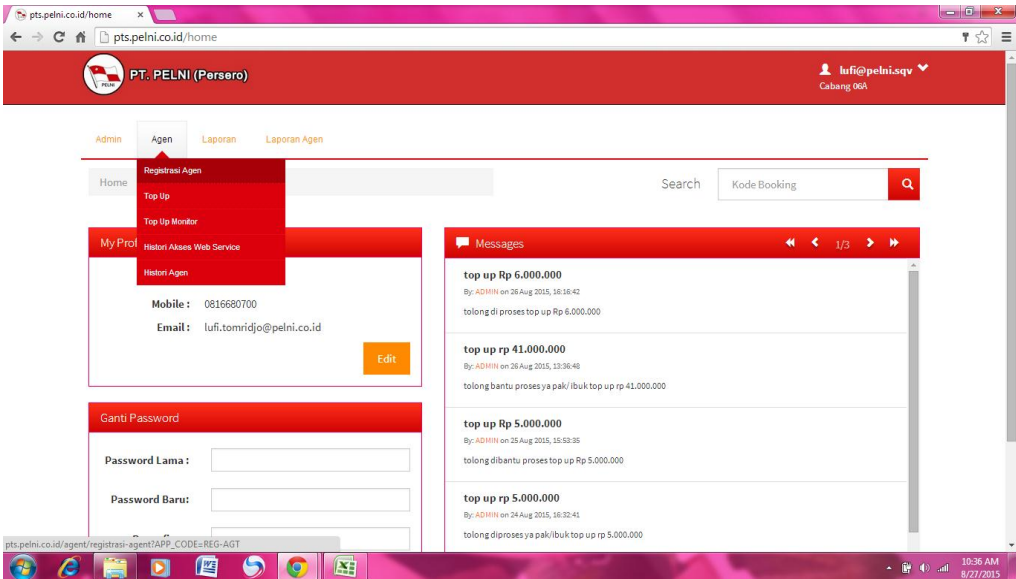 pts.pelni.co.id/home
pts.pelni.co.id/home
PELNI
PT. PELNI (Persero)
lufi@pelni.sqv
Cabang 06A
Admin
Agen
Laporan
Laporan Agen
Registrasi Agen
Home
Search
Kode Booking
Top Up
Top Up Monitor
Histori Akses Web Service
Histori Agen
My Prof
Mobile : 0816680700
Email : lufi.tomridjo@pelni.co.id
Edit
Ganti Password
Password Lama :
Password Baru:
Messages
1/3
top up Rp 6.000.000
By: ADMIN on 26 Aug 2015, 16:16:42
tolong di proses top up Rp 6.000.000
top up rp 41.000.000
By: ADMIN on 26 Aug 2015, 13:36:48
tolong bantu proses ya pak/ ibuk top up rp 41.000.000
top up Rp 5.000.000
By: ADMIN on 25 Aug 2015, 15:53:35
tolong dibantu proses top up Rp 5.000.000
top up rp 5.000.000
By: ADMIN on 24 Aug 2015, 16:32:41
tolong diproses ya pak/ibuk top up rp 5.000.000
pts.pelni.co.id/agent/registrasi-agent?APP_CODE=REG-AGT
10:36 AM
8/27/2015